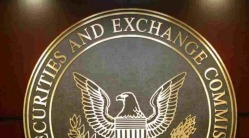 SECURITIES AND EXCHANGE COMMIS